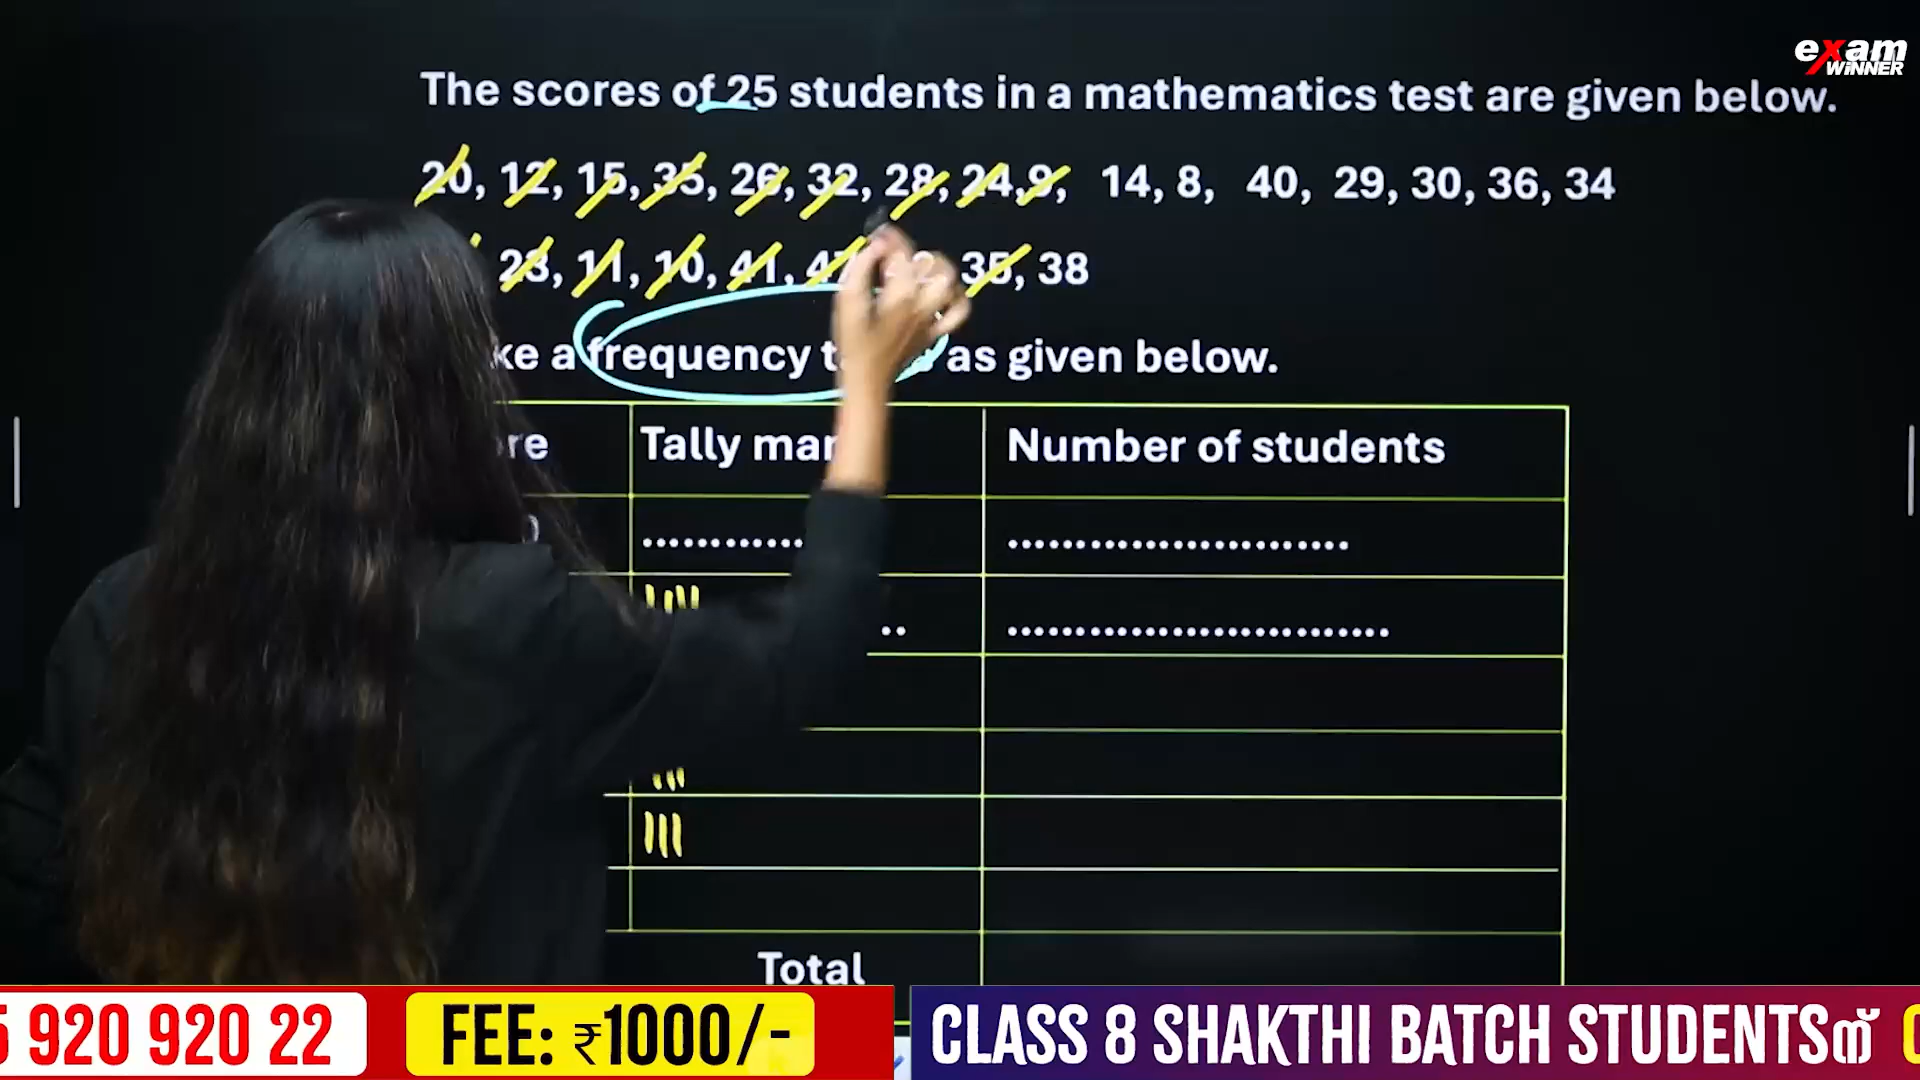 exam
WINNER
The scores of 25 students in a mathematics test are given below.
20, 12, 15, 35, 26, 32, 28, 24,9, 14, 8, 40, 29, 30, 36, 34
23, 11, 10, 41, 47, 35, 38
a frequency as given below.
Tally
Number of students
...........
.........................
..
............................
Total
920 920 22
FEE: ₹1000/-
CLASS 8 SHAKTHI BATCH STUDENTSന്